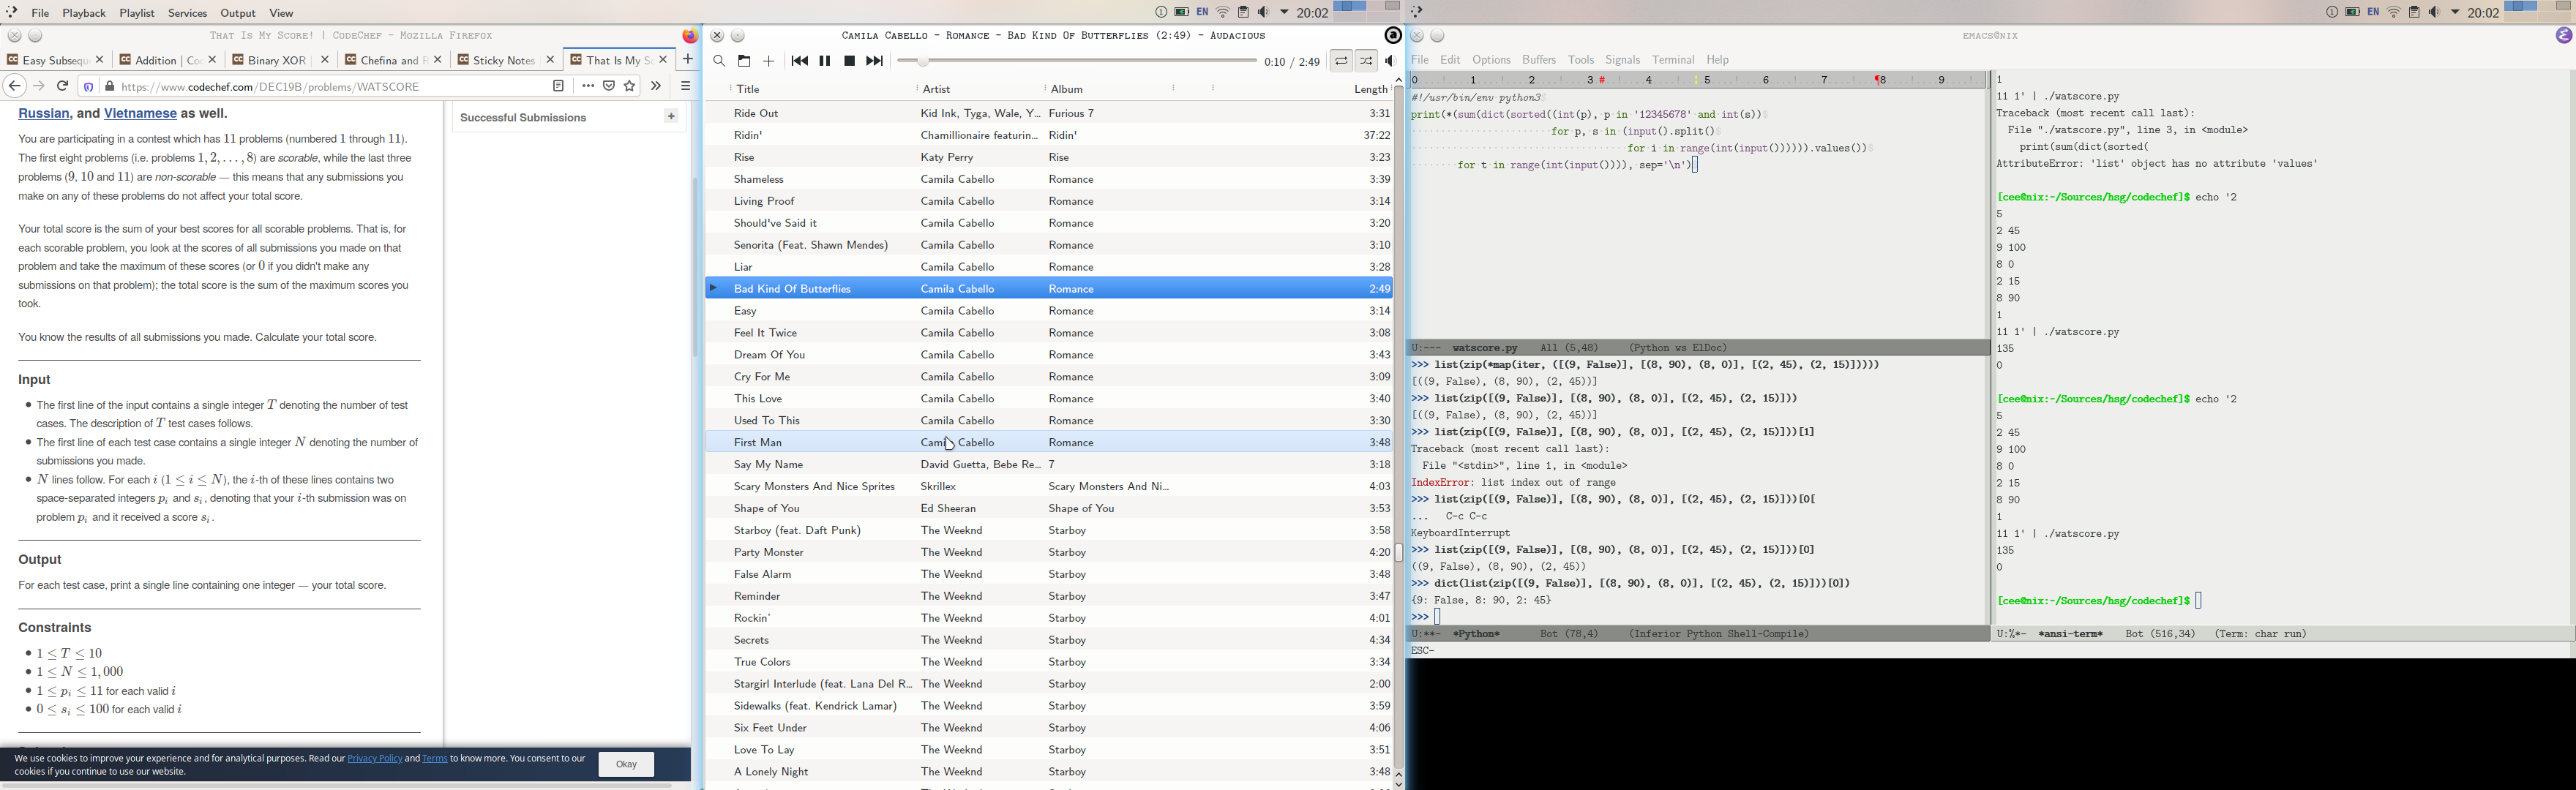 File Playback Playlist Services Output View
EN 20:02
EN 20:02
That Is My Score! | CodeChef - Mozilla Firefox
Easy Subsequ
Addition | Co
Binary XOR |
Chefina and R
Sticky Notes
That Is My Sc
https://www.codechef.com/DEC19B/problems/WATSCORE
Russian, and Vietnamese as well.
You are participating in a contest which has 11 problems (numbered 1 through 11).
The first eight problems (i.e. problems 1, 2, . . . , 8) are scorable, while the last three
problems (9, 10 and 11) are non-scorable — this means that any submissions you
make on any of these problems do not affect your total score.
Your total score is the sum of your best scores for all scorable problems. That is, for
each scorable problem, you look at the scores of all submissions you made on that
problem and take the maximum of these scores (or 0 if you didn't make any
submissions on that problem); the total score is the sum of the maximum scores you
took.
You know the results of all submissions you made. Calculate your total score.
Input
• The first line of the input contains a single integer T denoting the number of test
cases. The description of T test cases follows.
• The first line of each test case contains a single integer N denoting the number of
submissions you made.
• N lines follow. For each i (1 ≤ i ≤ N), the i-th of these lines contains two
space-separated integers pi and si, denoting that your i-th submission was on
problem pi and it received a score si.
Output
For each test case, print a single line containing one integer — your total score.
Constraints
• 1 ≤ T ≤ 10
• 1 ≤ N ≤ 1,000
• 1 ≤ pi ≤ 11 for each valid i
• 0 ≤ si ≤ 100 for each valid i
Successful Submissions +
We use cookies to improve your experience and for analytical purposes. Read our Privacy Policy and Terms to know more. You consent to our
cookies if you continue to use our website.
Okay
Camila Cabello - Romance - Bad Kind Of Butterflies (2:49) - Audacious
0:10 / 2:49
Title Artist Album Length
Ride Out Kid Ink, Tyga, Wale, Y… Furious 7 3:31
Ridin' Chamillionaire featurin… Ridin' 37:22
Rise Katy Perry Rise 3:23
Shameless Camila Cabello Romance 3:39
Living Proof Camila Cabello Romance 3:14
Should've Said it Camila Cabello Romance 3:20
Senorita (Feat. Shawn Mendes) Camila Cabello Romance 3:10
Liar Camila Cabello Romance 3:28
Bad Kind Of Butterflies Camila Cabello Romance 2:49
Easy Camila Cabello Romance 3:14
Feel It Twice Camila Cabello Romance 3:08
Dream Of You Camila Cabello Romance 3:43
Cry For Me Camila Cabello Romance 3:09
This Love Camila Cabello Romance 3:40
Used To This Camila Cabello Romance 3:30
First Man Camila Cabello Romance 3:48
Say My Name David Guetta, Bebe Re… 7 3:18
Scary Monsters And Nice Sprites Skrillex Scary Monsters And Ni… 4:03
Shape of You Ed Sheeran Shape of You 3:53
Starboy (feat. Daft Punk) The Weeknd Starboy 3:58
Party Monster The Weeknd Starboy 4:20
False Alarm The Weeknd Starboy 3:48
Reminder The Weeknd Starboy 3:47
Rockin' The Weeknd Starboy 4:01
Secrets The Weeknd Starboy 4:34
True Colors The Weeknd Starboy 3:34
Stargirl Interlude (feat. Lana Del R… The Weeknd Starboy 2:00
Sidewalks (feat. Kendrick Lamar) The Weeknd Starboy 3:59
Six Feet Under The Weeknd Starboy 4:06
Love To Lay The Weeknd Starboy 3:51
A Lonely Night The Weeknd Starboy 3:48
emacs@nix
File Edit Options Buffers Tools Signals Terminal Help
0 1 2 3 # 4 5 6 7 ¶8 9
#!/usr/bin/env python3
print(*(sum(dict(sorted((int(p), p in '12345678' and int(s))
for p, s in (input().split()
for i in range(int(input()))))).values())
for t in range(int(input()))), sep='\n')
U:--- watscore.py All (5,48) (Python ws ElDoc)
>>> list(zip(*map(iter, ([(9, False)], [(8, 90), (8, 0)], [(2, 45), (2, 15)]))))
[((9, False), (8, 90), (2, 45))]
>>> list(zip([(9, False)], [(8, 90), (8, 0)], [(2, 45), (2, 15)]))
[((9, False), (8, 90), (2, 45))]
>>> list(zip([(9, False)], [(8, 90), (8, 0)], [(2, 45), (2, 15)]))[1]
Traceback (most recent call last):
File "<stdin>", line 1, in <module>
IndexError: list index out of range
>>> list(zip([(9, False)], [(8, 90), (8, 0)], [(2, 45), (2, 15)]))[0[
... C-c C-c
KeyboardInterrupt
>>> list(zip([(9, False)], [(8, 90), (8, 0)], [(2, 45), (2, 15)]))[0]
((9, False), (8, 90), (2, 45))
>>> dict(list(zip([(9, False)], [(8, 90), (8, 0)], [(2, 45), (2, 15)]))[0])
{9: False, 8: 90, 2: 45}
>>>
U:**- *Python* Bot (78,4) (Inferior Python Shell-Compile)
ESC-
1
11 1' | ./watscore.py
Traceback (most recent call last):
File "./watscore.py", line 3, in <module>
print(sum(dict(sorted(
AttributeError: 'list' object has no attribute 'values'
[cee@nix:~/Sources/hsg/codechef]$ echo '2
5
2 45
9 100
8 0
2 15
8 90
1
11 1' | ./watscore.py
135
0
[cee@nix:~/Sources/hsg/codechef]$ echo '2
5
2 45
9 100
8 0
2 15
8 90
1
11 1' | ./watscore.py
135
0
[cee@nix:~/Sources/hsg/codechef]$
U:%*- *ansi-term* Bot (516,34) (Term: char run)